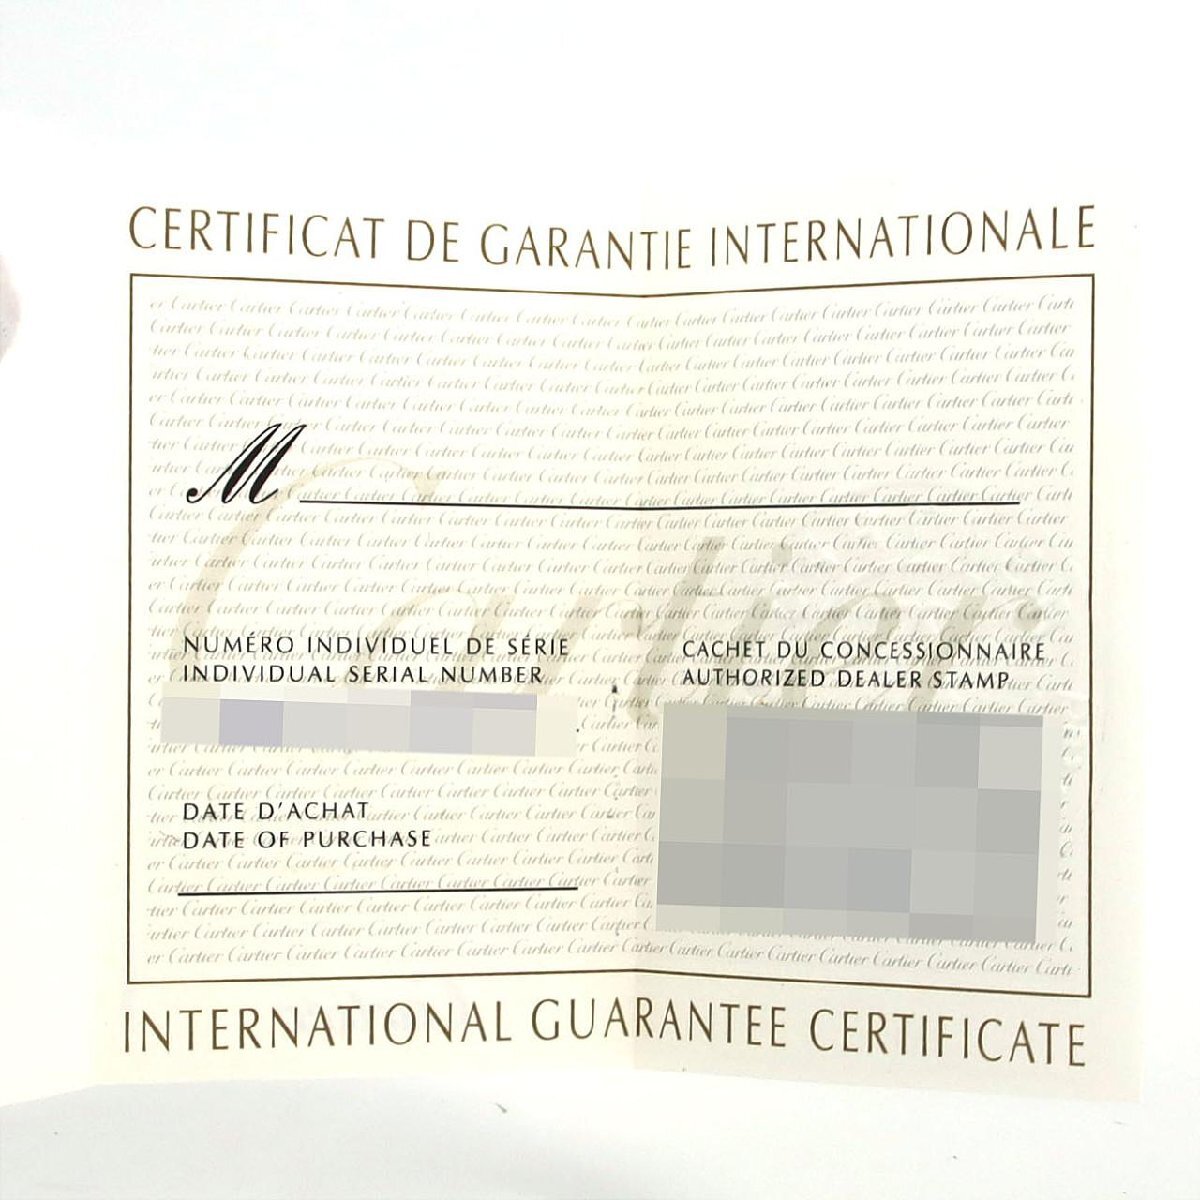 CERTIFICAT DE GARANTIE INTERNATIONALE
M
Cartier
NUMÉRO INDIVIDUEL DE SÉRIE
INDIVIDUAL SERIAL NUMBER
CACHET DU CONCESSIONNAIRE
AUTHORIZED DEALER STAMP
DATE D'ACHAT
DATE OF PURCHASE
INTERNATIONAL GUARANTEE CERTIFICATE